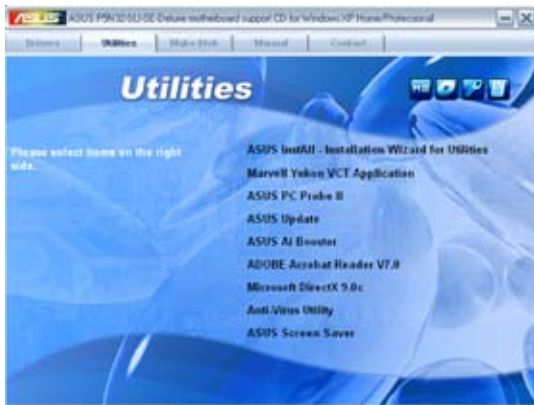 ASUS P5N32-SLI-SE-Deluxe motherboard support CD for Windows XP Home/Professional
Drivers Utilities Make Disk Manual Contact
Utilities
Please select items on the right
side.
ASUS InstAll - Installation Wizard for Utilities
Marvell Yukon VCT Application
ASUS PC Probe II
ASUS Update
ASUS Ai Booster
ADOBE Acrobat Reader V7.0
Microsoft DirectX 9.0c
Anti-Virus Utility
ASUS Screen Saver